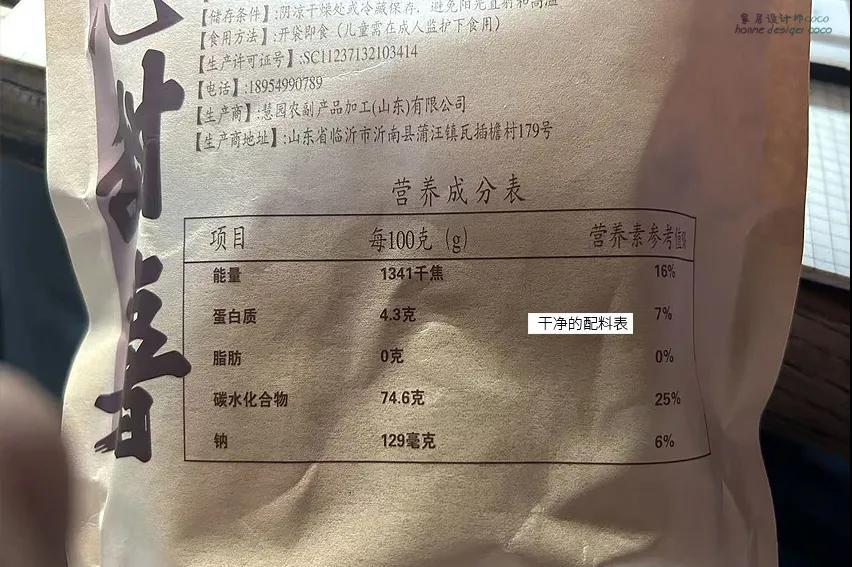 【储存条件】:阴凉干燥处或冷藏保存,避免阳光直射和高温
【食用方法】:开袋即食(儿童需在成人监护下食用)
【生产许可证号】:SC11237132103414
【电话】:18954990789
【生产商】:慧园农副产品加工(山东)有限公司
【生产商地址】:山东省临沂市沂南县蒲汪镇瓦插檐村179号
家居设计师coco
home desiger coco
营养成分表
项目 每100克(g) 营养素参考值%
能量 1341千焦 16%
蛋白质 4.3克 7%
干净的配料表
脂肪 0克 0%
碳水化合物 74.6克 25%
钠 129毫克 6%